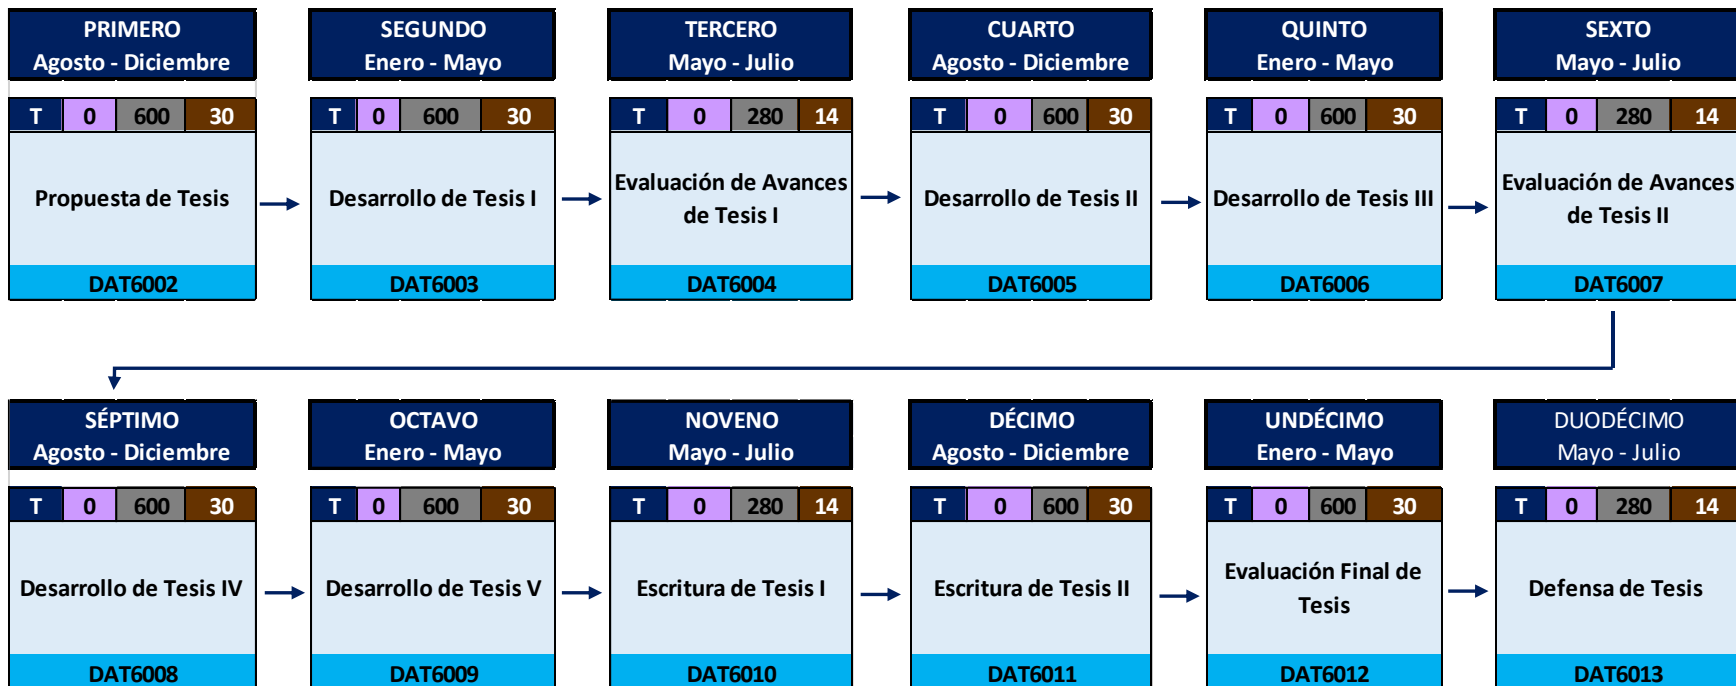 PRIMERO
Agosto - Diciembre
SEGUNDO
Enero - Mayo
TERCERO
Mayo - Julio
CUARTO
Agosto - Diciembre
QUINTO
Enero - Mayo
SEXTO
Mayo - Julio
T 0 600 30
T 0 600 30
T 0 280 14
T 0 600 30
T 0 600 30
T 0 280 14
Propuesta de Tesis
Desarrollo de Tesis I
Evaluación de Avances
de Tesis I
Desarrollo de Tesis II
Desarrollo de Tesis III
Evaluación de Avances
de Tesis II
DAT6002
DAT6003
DAT6004
DAT6005
DAT6006
DAT6007
SÉPTIMO
Agosto - Diciembre
OCTAVO
Enero - Mayo
NOVENO
Mayo - Julio
DÉCIMO
Agosto - Diciembre
UNDÉCIMO
Enero - Mayo
DUODÉCIMO
Mayo - Julio
T 0 600 30
T 0 600 30
T 0 280 14
T 0 600 30
T 0 600 30
T 0 280 14
Desarrollo de Tesis IV
Desarrollo de Tesis V
Escritura de Tesis I
Escritura de Tesis II
Evaluación Final de
Tesis
Defensa de Tesis
DAT6008
DAT6009
DAT6010
DAT6011
DAT6012
DAT6013